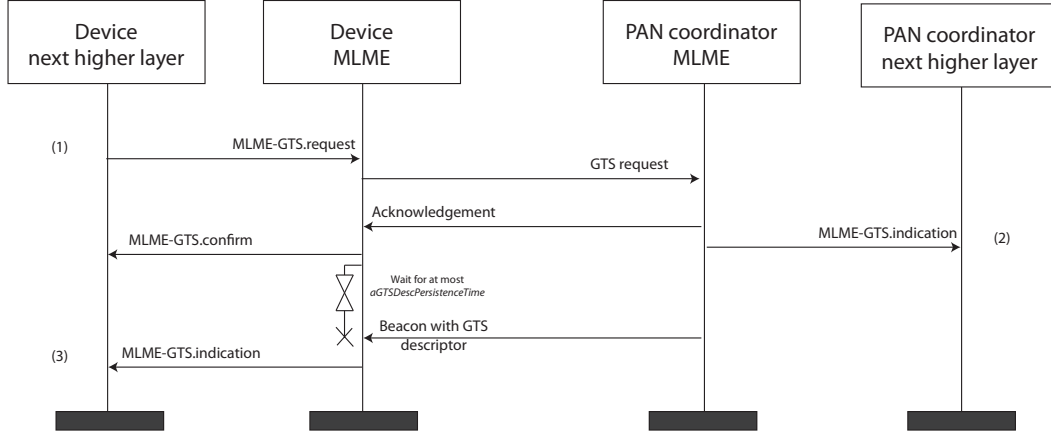 Device
next higher layer
Device
MLME
PAN coordinator
MLME
PAN coordinator
next higher layer
(1)
MLME-GTS.request
GTS request
Acknowledgement
MLME-GTS.confirm
MLME-GTS.indication
(2)
Wait for at most
aGTSDescPersistenceTime
Beacon with GTS
descriptor
(3)
MLME-GTS.indication